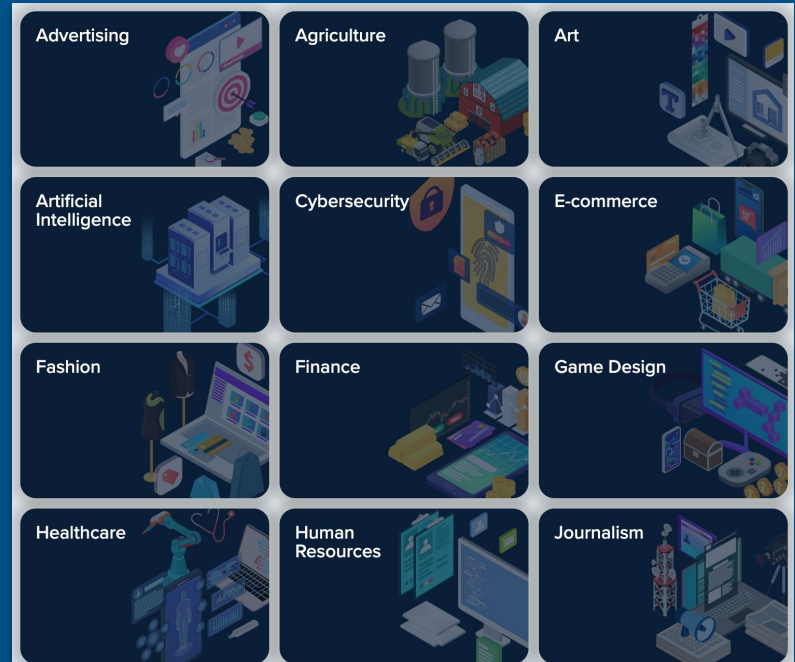 Advertising
Agriculture
Art
Artificial
Intelligence
Cybersecurity
E-commerce
Fashion
Finance
Game Design
Healthcare
Human
Resources
Journalism